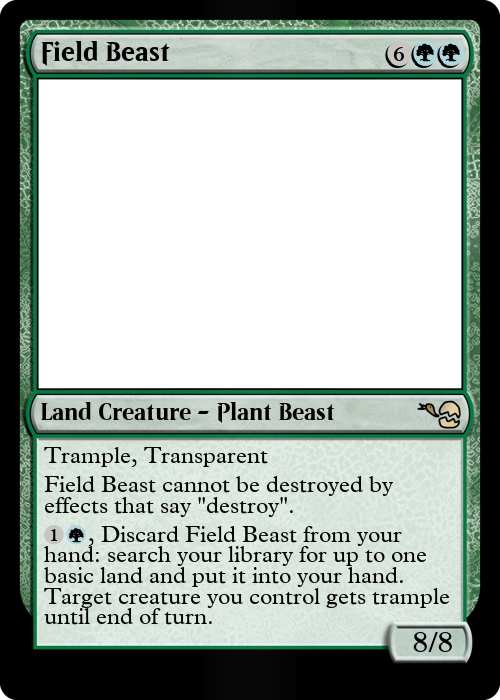 Field Beast 6
Land Creature – Plant Beast
Trample, Transparent
Field Beast cannot be destroyed by
effects that say "destroy".
1 , Discard Field Beast from your
hand: search your library for up to one
basic land and put it into your hand.
Target creature you control gets trample
until end of turn.
8/8